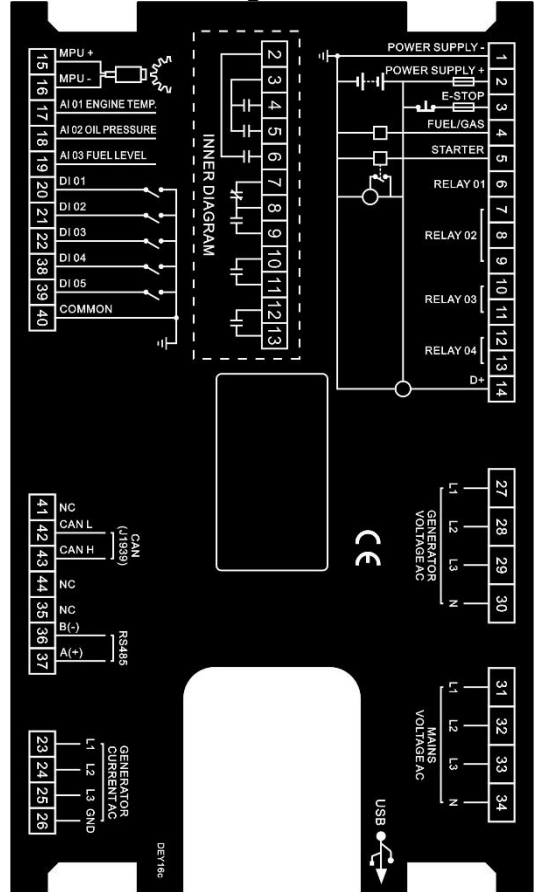 15 MPU +
16 MPU -
17 AI 01 ENGINE TEMP.
18 AI 02 OIL PRESSURE
19 AI 03 FUEL LEVEL
20 DI 01
21 DI 02
22 DI 03
38 DI 04
39 DI 05
40 COMMON
INNER DIAGRAM
2
3
4
5
6
7
8
9
10
11
12
13
POWER SUPPLY - 1
POWER SUPPLY + 2
E-STOP 3
FUEL/GAS 4
STARTER 5
RELAY 01 6
7
RELAY 02 8
9
RELAY 03
10
11
RELAY 04
12
13
D+ 14
41 NC
42 CAN L
43 CAN H
CAN
(J1939)
44 NC
35 NC
36 B(-)
37 A(+)
RS485
CE
GENERATOR
VOLTAGE AC
L1 27
L2 28
L3 29
N 30
MAINS
VOLTAGE AC
L1 31
L2 32
L3 33
N 34
23 L1
24 L2
25 L3
26 GND
GENERATOR
CURRENT AC
DEY16c
USB